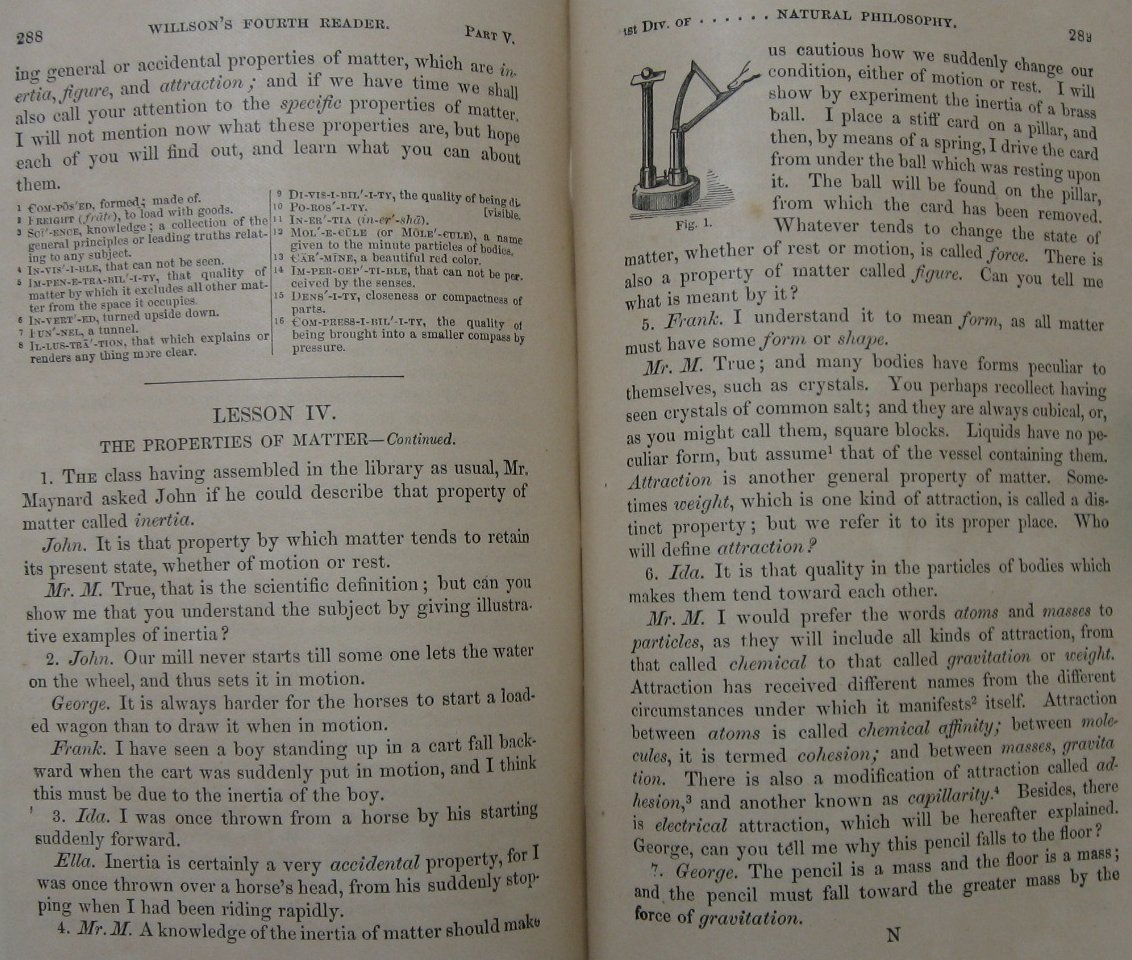 288
WILLSON'S FOURTH READER.
PART V.
ing general or accidental properties of matter, which are in-
ertia, figure, and attraction; and if we have time we shall
also call your attention to the specific properties of matter.
I will not mention now what these properties are, but hope
each of you will find out, and learn what you can about
them.
1 COM-PŌS'ED, formed; made of.
2 FREIGHT (frāte), to load with goods.
3 SCĪ'-ENCE, knowledge; a collection of the
general principles or leading truths relat-
ing to any subject.
4 IN-VIS'-I-BLE, that can not be seen.
5 IM-PEN-E-TRA-BIL'-I-TY, that quality of
matter by which it excludes all other mat-
ter from the space it occupies.
6 IN-VERT'-ED, turned upside down.
7 FUN'-NEL, a tunnel.
8 IL-LUS-TRĀ'-TION, that which explains or
renders any thing more clear.
9 DI-VIS-I-BIL'-I-TY, the quality of being di-
10 PO-ROS'-I-TY. [visible.
11 IN-ER'-TIA (in-er'-shā).
12 MOL'-E-CŪLE (or MŌLE'-CULE), a name
given to the minute particles of bodies.
13 CÄR'-MĪNE, a beautiful red color.
14 IM-PER-CEP'-TI-BLE, that can not be per-
ceived by the senses.
15 DENS'-I-TY, closeness or compactness of
parts.
16 COM-PRESS-I-BIL'-I-TY, the quality of
being brought into a smaller compass by
pressure.
LESSON IV.
THE PROPERTIES OF MATTER—Continued.
1. THE class having assembled in the library as usual, Mr.
Maynard asked John if he could describe that property of
matter called inertia.
John. It is that property by which matter tends to retain
its present state, whether of motion or rest.
Mr. M. True, that is the scientific definition; but can you
show me that you understand the subject by giving illustra-
tive examples of inertia?
2. John. Our mill never starts till some one lets the water
on the wheel, and thus sets it in motion.
George. It is always harder for the horses to start a load-
ed wagon than to draw it when in motion.
Frank. I have seen a boy standing up in a cart fall back-
ward when the cart was suddenly put in motion, and I think
this must be due to the inertia of the boy.
3. Ida. I was once thrown from a horse by his starting
suddenly forward.
Ella. Inertia is certainly a very accidental property, for I
was once thrown over a horse's head, from his suddenly stop-
ping when I had been riding rapidly.
4. Mr. M. A knowledge of the inertia of matter should make
1st DIV. OF . . . . . . NATURAL PHILOSOPHY.
289
us cautious how we suddenly change our
condition, either of motion or rest. I will
show by experiment the inertia of a brass
ball. I place a stiff card on a pillar, and
then, by means of a spring, I drive the card
from under the ball which was resting upon
it. The ball will be found on the pillar,
from which the card has been removed.
Fig. 1.
Whatever tends to change the state of
matter, whether of rest or motion, is called force. There is
also a property of matter called figure. Can you tell me
what is meant by it?
5. Frank. I understand it to mean form, as all matter
must have some form or shape.
Mr. M. True; and many bodies have forms peculiar to
themselves, such as crystals. You perhaps recollect having
seen crystals of common salt; and they are always cubical, or,
as you might call them, square blocks. Liquids have no pe-
culiar form, but assume¹ that of the vessel containing them.
Attraction is another general property of matter. Some-
times weight, which is one kind of attraction, is called a dis-
tinct property; but we refer it to its proper place. Who
will define attraction?
6. Ida. It is that quality in the particles of bodies which
makes them tend toward each other.
Mr. M. I would prefer the words atoms and masses to
particles, as they will include all kinds of attraction, from
that called chemical to that called gravitation or weight.
Attraction has received different names from the different
circumstances under which it manifests² itself. Attraction
between atoms is called chemical affinity; between mole-
cules, it is termed cohesion; and between masses, gravita
tion. There is also a modification of attraction called ad-
hesion,³ and another known as capillarity.⁴ Besides, there
is electrical attraction, which will be hereafter explained.
George, can you tell me why this pencil falls to the floor?
7. George. The pencil is a mass and the floor is a mass;
and the pencil must fall toward the greater mass by the
force of gravitation.
N